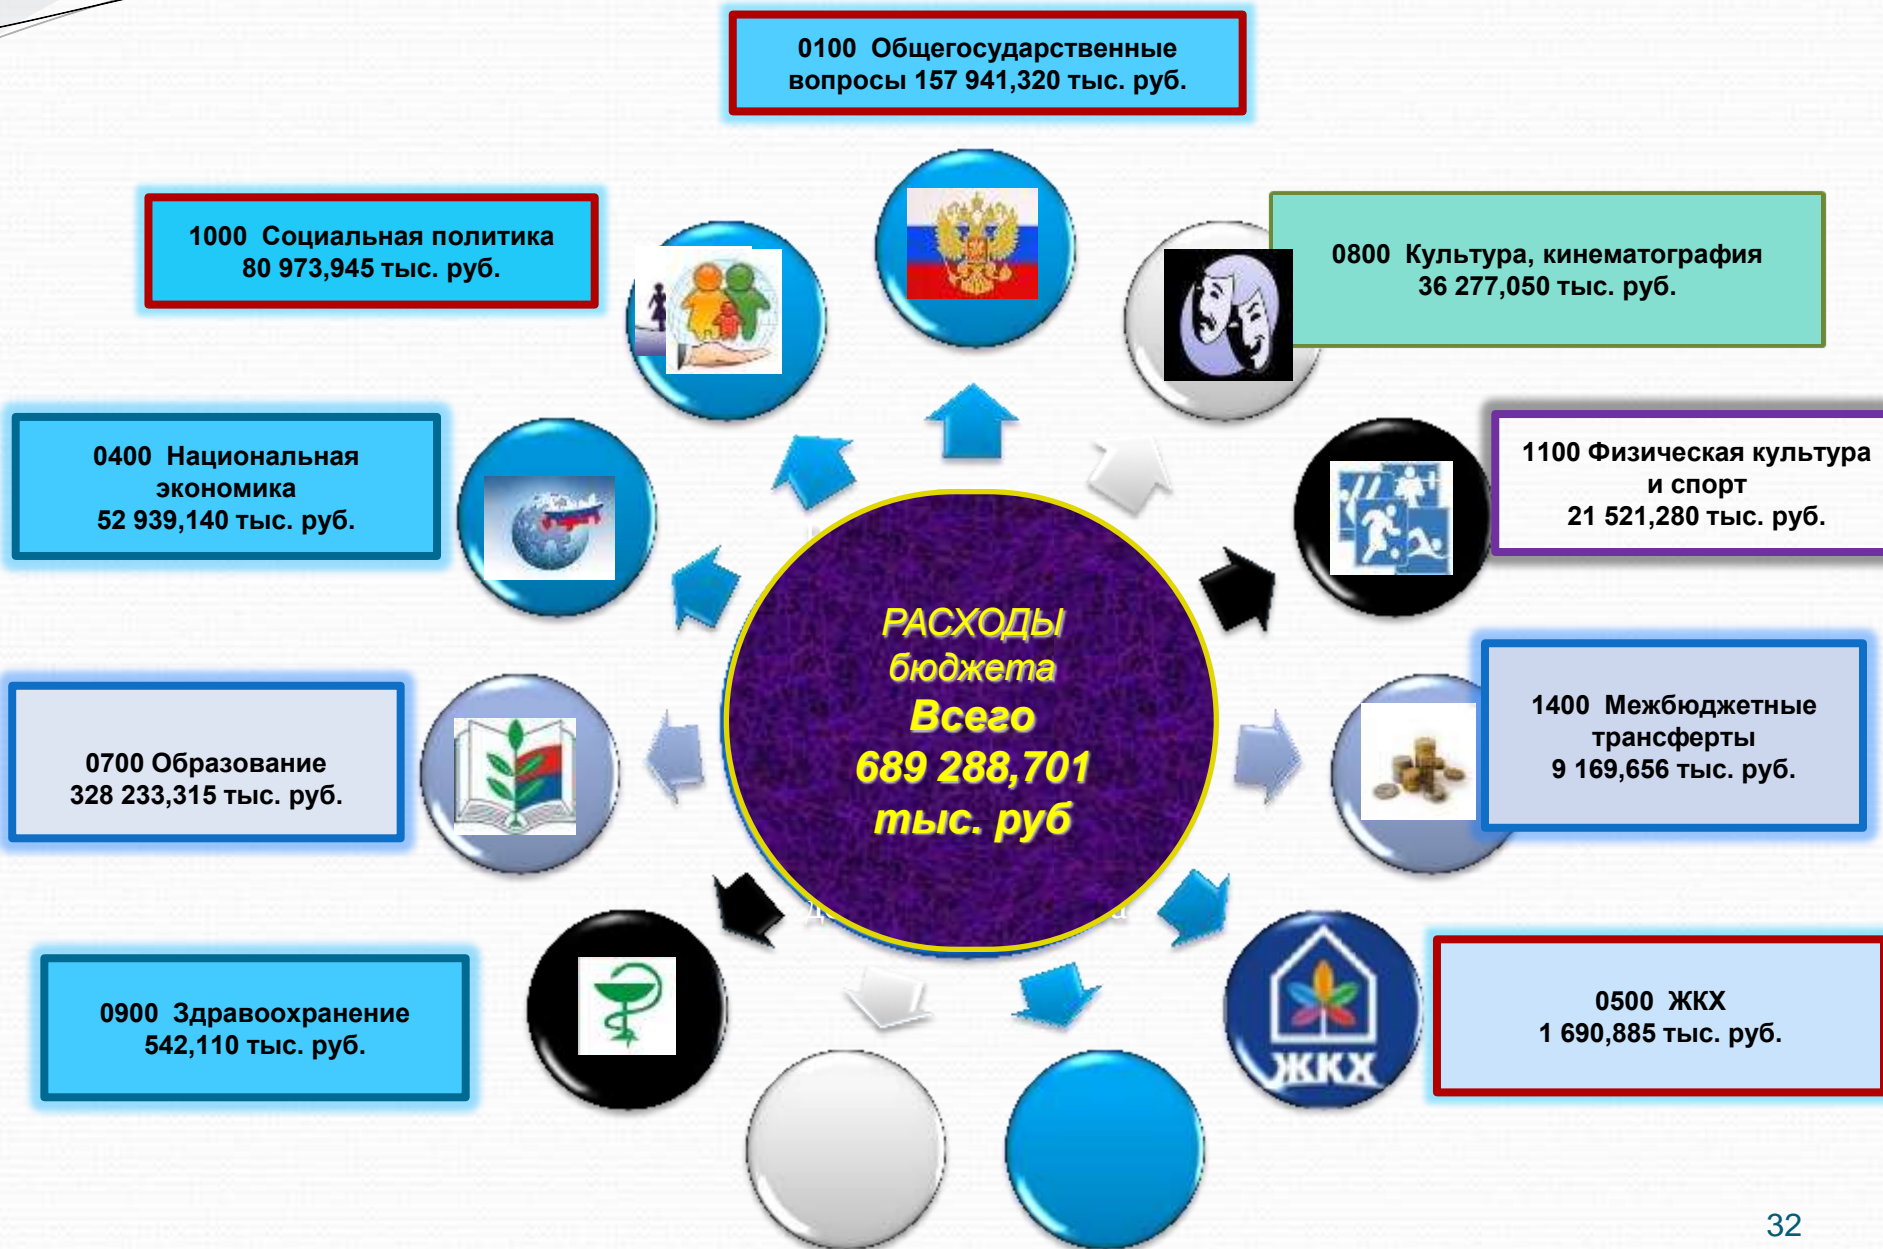 0100 Общегосударственные
вопросы 157 941,320 тыс. руб.
1000 Социальная политика
80 973,945 тыс. руб.
0800 Культура, кинематография
36 277,050 тыс. руб.
0400 Национальная
экономика
52 939,140 тыс. руб.
1100 Физическая культура
и спорт
21 521,280 тыс. руб.
РАСХОДЫ
бюджета
Всего
689 288,701
тыс. руб
0700 Образование
328 233,315 тыс. руб.
1400 Межбюджетные
трансферты
9 169,656 тыс. руб.
0900 Здравоохранение
542,110 тыс. руб.
ЖКХ
0500 ЖКХ
1 690,885 тыс. руб.
32